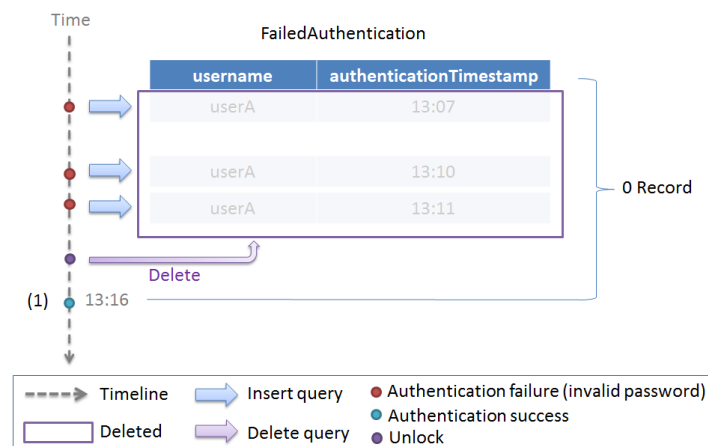 Time
FailedAuthentication
username authenticationTimestamp
userA 13:07
userA 13:10
userA 13:11
0 Record
Delete
(1) 13:16
Timeline Insert query Authentication failure (invalid password)
Authentication success
Deleted Delete query Unlock